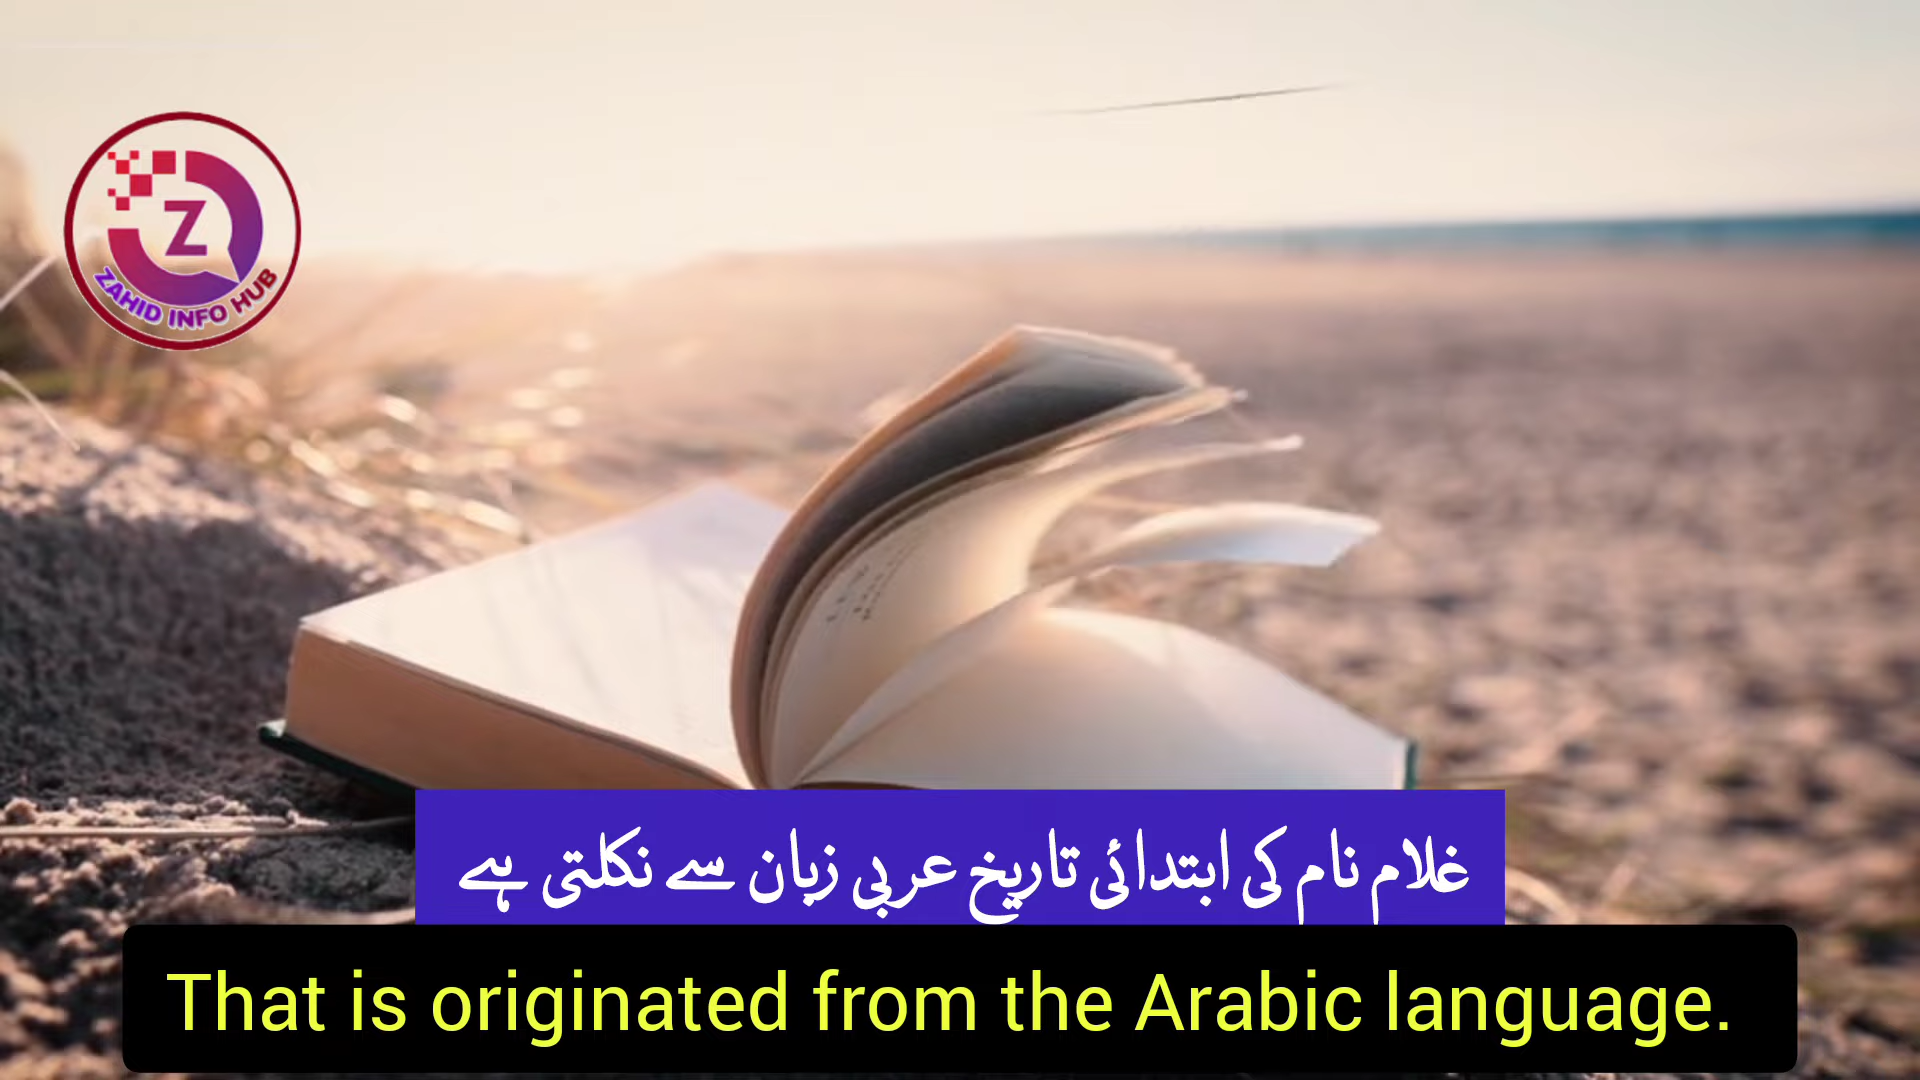 Z
ZAHID INFO HUB
غلام نام کی ابتدائی تاریخ عربی زبان سے نکلتی ہے
That is originated from the Arabic language.